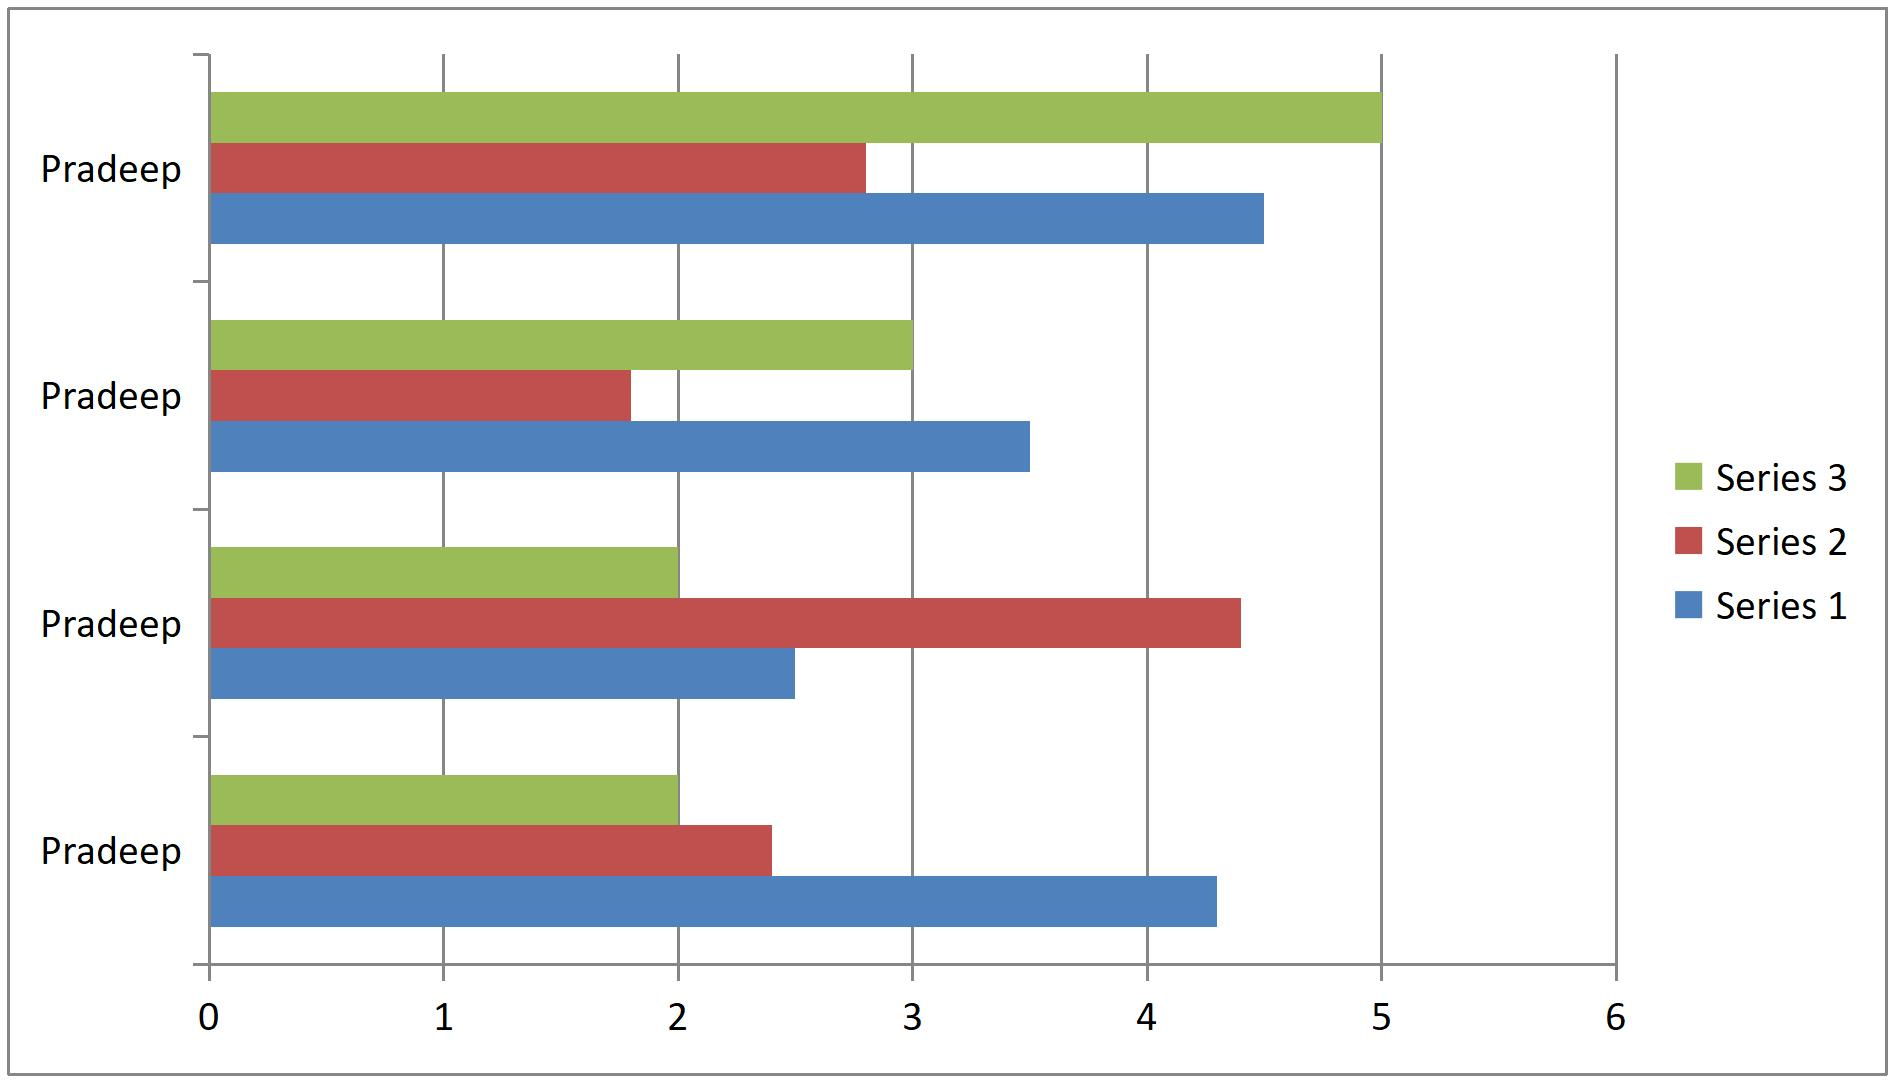 Pradeep
Pradeep
Pradeep
Pradeep
0 1 2 3 4 5 6
Series 3
Series 2
Series 1